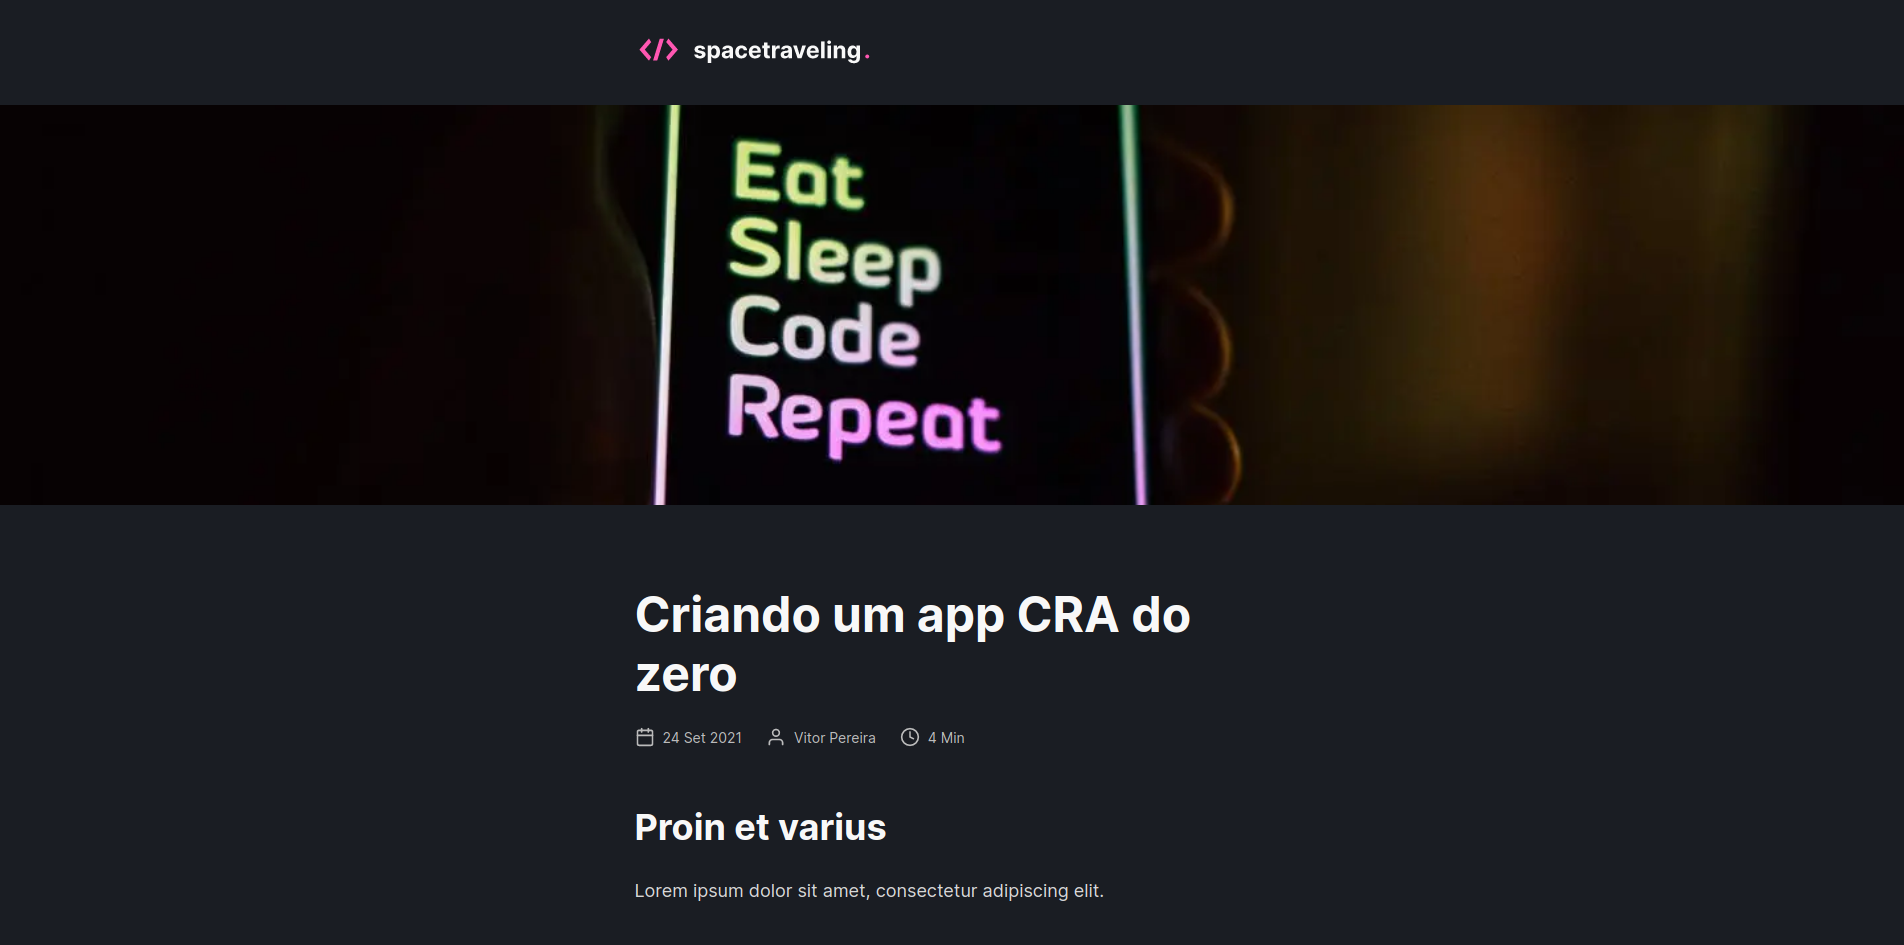 </> spacetraveling.
Eat
Sleep
Code
Repeat
Criando um app CRA do
zero
24 Set 2021 Vitor Pereira 4 Min
Proin et varius
Lorem ipsum dolor sit amet, consectetur adipiscing elit.